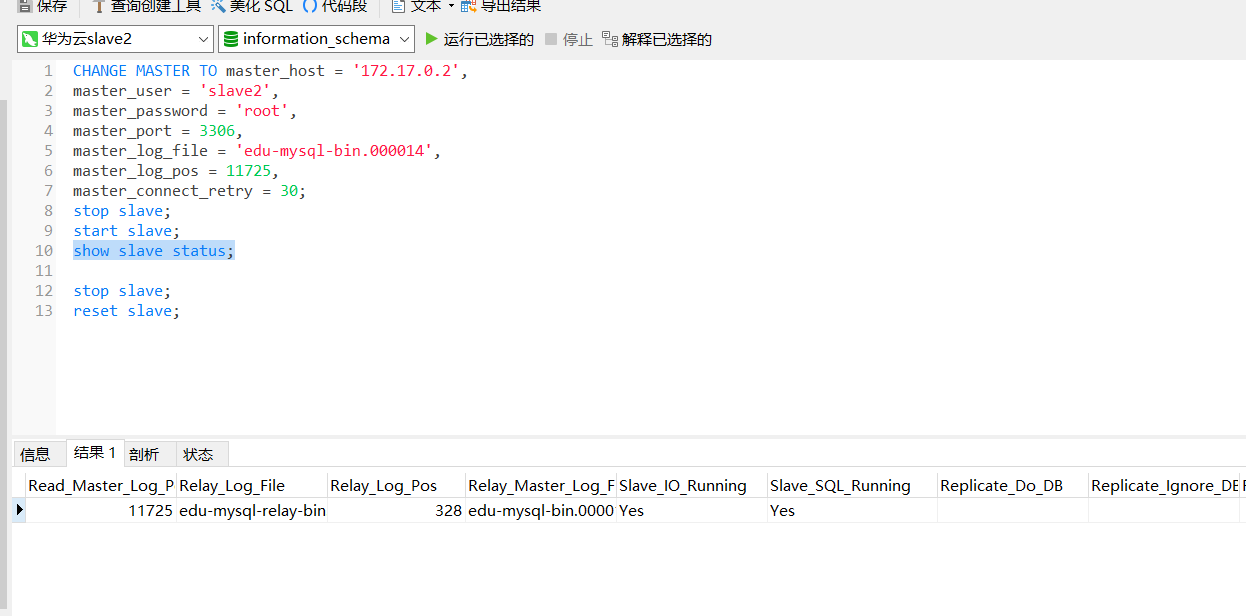 保存 查询创建工具 美化 SQL () 代码段 文本 导出结果
华为云slave2 information_schema 运行已选择的 停止 解释已选择的
1 CHANGE MASTER TO master_host = '172.17.0.2',
2 master_user = 'slave2',
3 master_password = 'root',
4 master_port = 3306,
5 master_log_file = 'edu-mysql-bin.000014',
6 master_log_pos = 11725,
7 master_connect_retry = 30;
8 stop slave;
9 start slave;
10 show slave status;
11
12 stop slave;
13 reset slave;
信息 结果 1 剖析 状态
Read_Master_Log_P Relay_Log_File Relay_Log_Pos Relay_Master_Log_F Slave_IO_Running Slave_SQL_Running Replicate_Do_DB Replicate_Ignore_DB
11725 edu-mysql-relay-bin 328 edu-mysql-bin.0000 Yes Yes